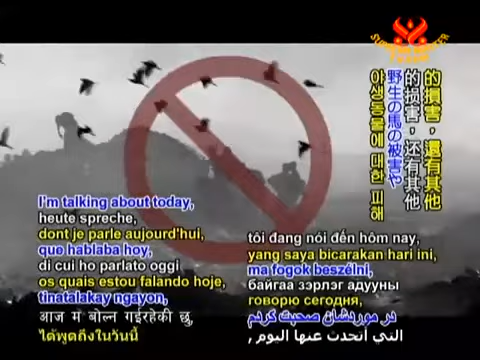 的損害，還有其他
的损害，还有其他
野生の馬の被害や
야생동물에 대한 피해
I'm talking about today,
heute spreche,
dont je parle aujourd'hui,
que hablaba hoy,
di cui ho parlato oggi
os quais estou falando hoje,
tinatalakay ngayon,
आज म बोल्न गईरहेकी छु,
ได้พูดถึงในวันนี้
tôi đang nói đến hôm nay,
yang saya bicarakan hari ini,
ma fogok beszélni,
байгаа зэрлэг адууны
говорю сегодня,
در موردشان صحبت کردم
التي اتحدث عنها اليوم ,